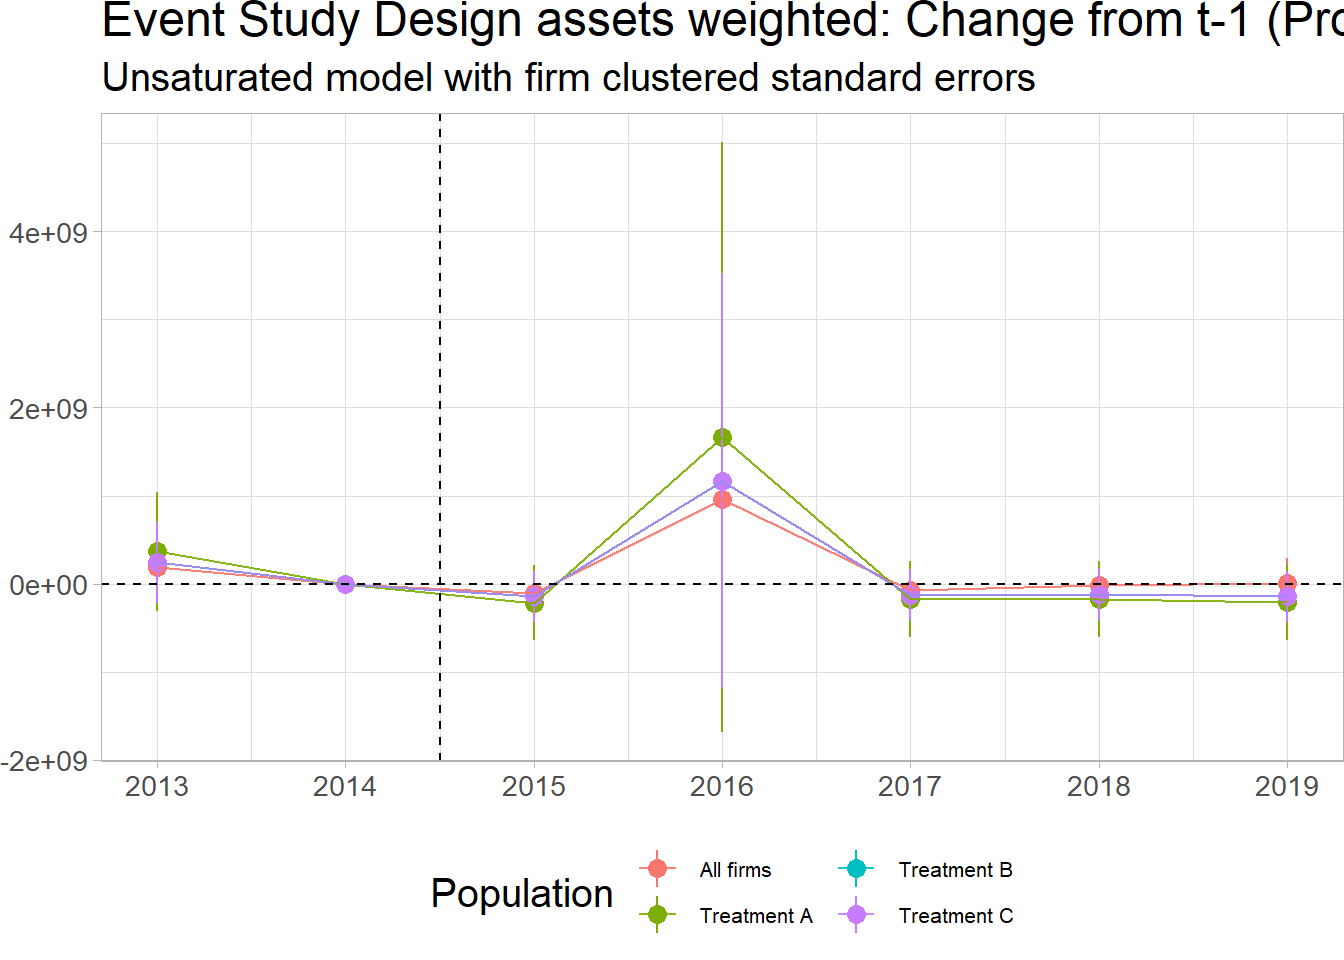 Event Study Design assets weighted: Change from t-1 (Pro
Unsaturated model with firm clustered standard errors
4e+09
2e+09
0e+00
-2e+09
2013 2014 2015 2016 2017 2018 2019
Population
All firms
Treatment A
Treatment B
Treatment C